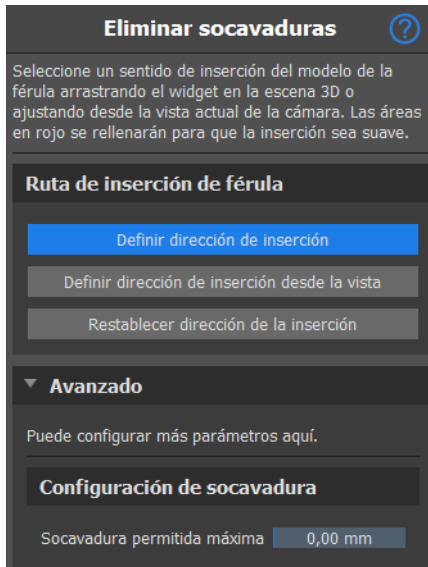 Eliminar socavaduras
?
Seleccione un sentido de inserción del modelo de la
férula arrastrando el widget en la escena 3D o
ajustando desde la vista actual de la cámara. Las áreas
en rojo se rellenarán para que la inserción sea suave.
Ruta de inserción de férula
Definir dirección de inserción
Definir dirección de inserción desde la vista
Restablecer dirección de la inserción
Avanzado
Puede configurar más parámetros aquí.
Configuración de socavadura
Socavadura permitida máxima 0,00 mm